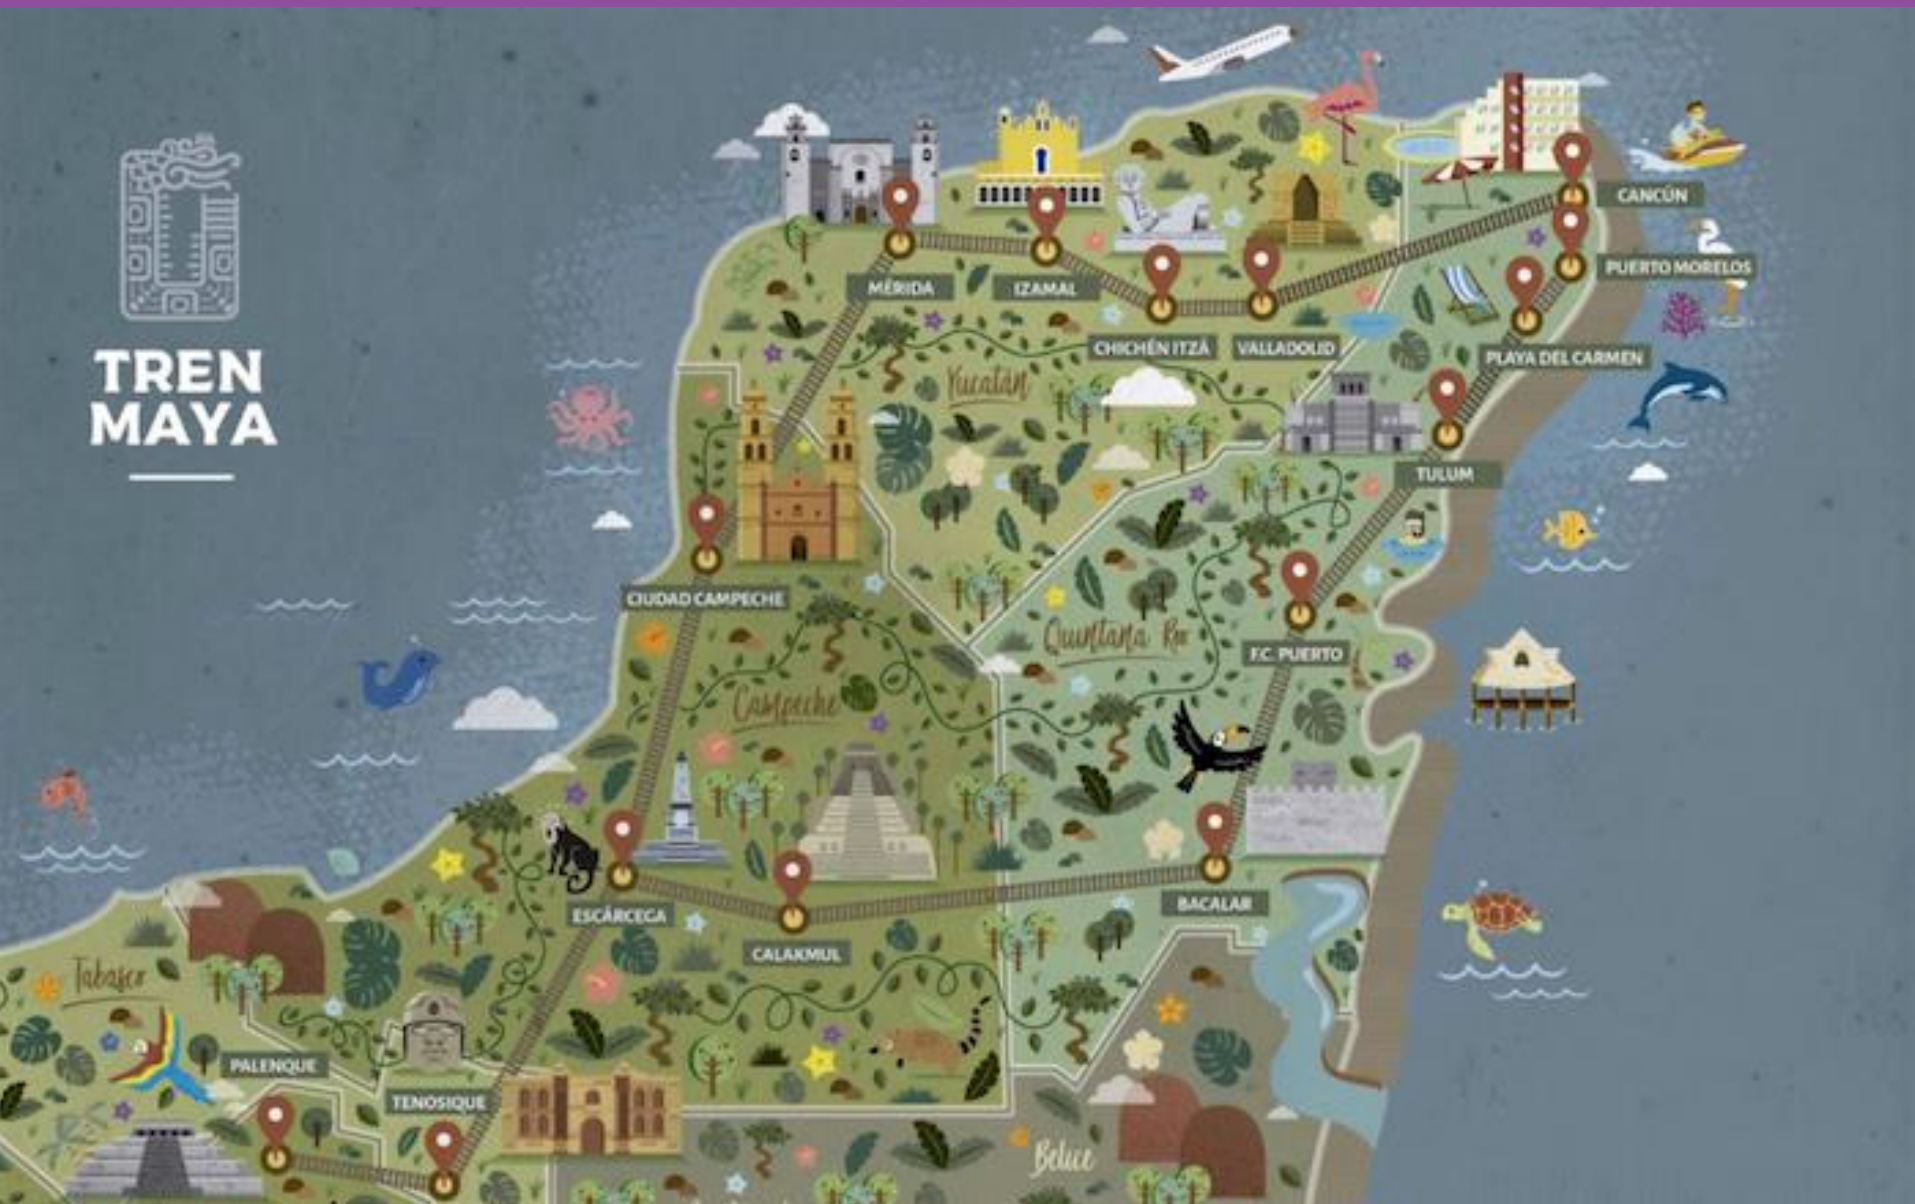 TREN
MAYA
CANCÚN
PUERTO MORELOS
MÉRIDA
IZAMAL
CHICHÉN ITZÁ
VALLADOLID
PLAYA DEL CARMEN
Yucatán
TULUM
CIUDAD CAMPECHE
Quintana Roo
F.C. PUERTO
Campeche
ESCÁRCEGA
BACALAR
CALAKMUL
Tabasco
PALENQUE
TENOSIQUE
Belice